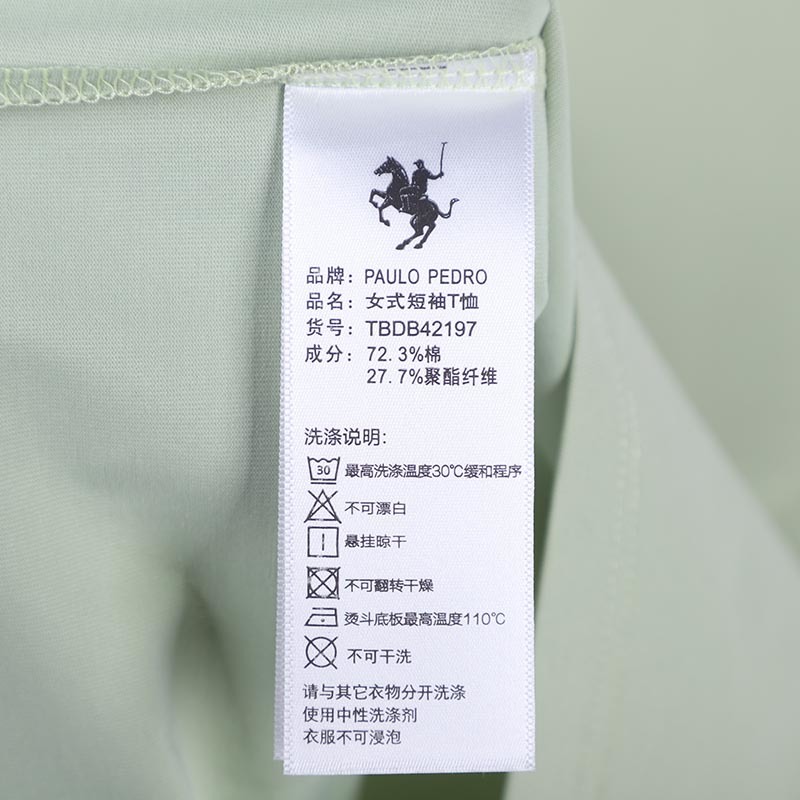 品牌：PAULO PEDRO
品名：女式短袖T恤
货号：TBDB42197
成分：72.3%棉
27.7%聚酯纤维
洗涤说明:
30 最高洗涤温度30℃缓和程序
不可漂白
悬挂晾干
不可翻转干燥
熨斗底板最高温度110℃
不可干洗
请与其它衣物分开洗涤
使用中性洗涤剂
衣服不可浸泡